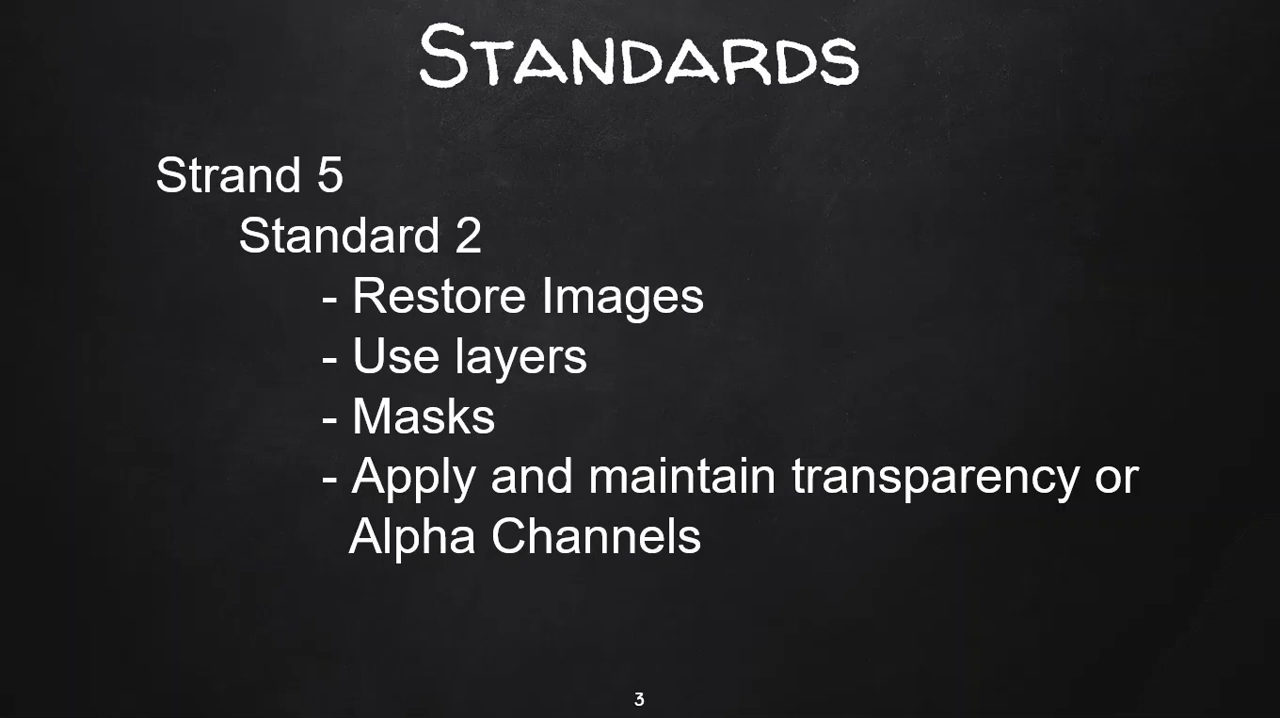 Standards
Strand 5
Standard 2
- Restore Images
- Use layers
- Masks
- Apply and maintain transparency or
Alpha Channels
3